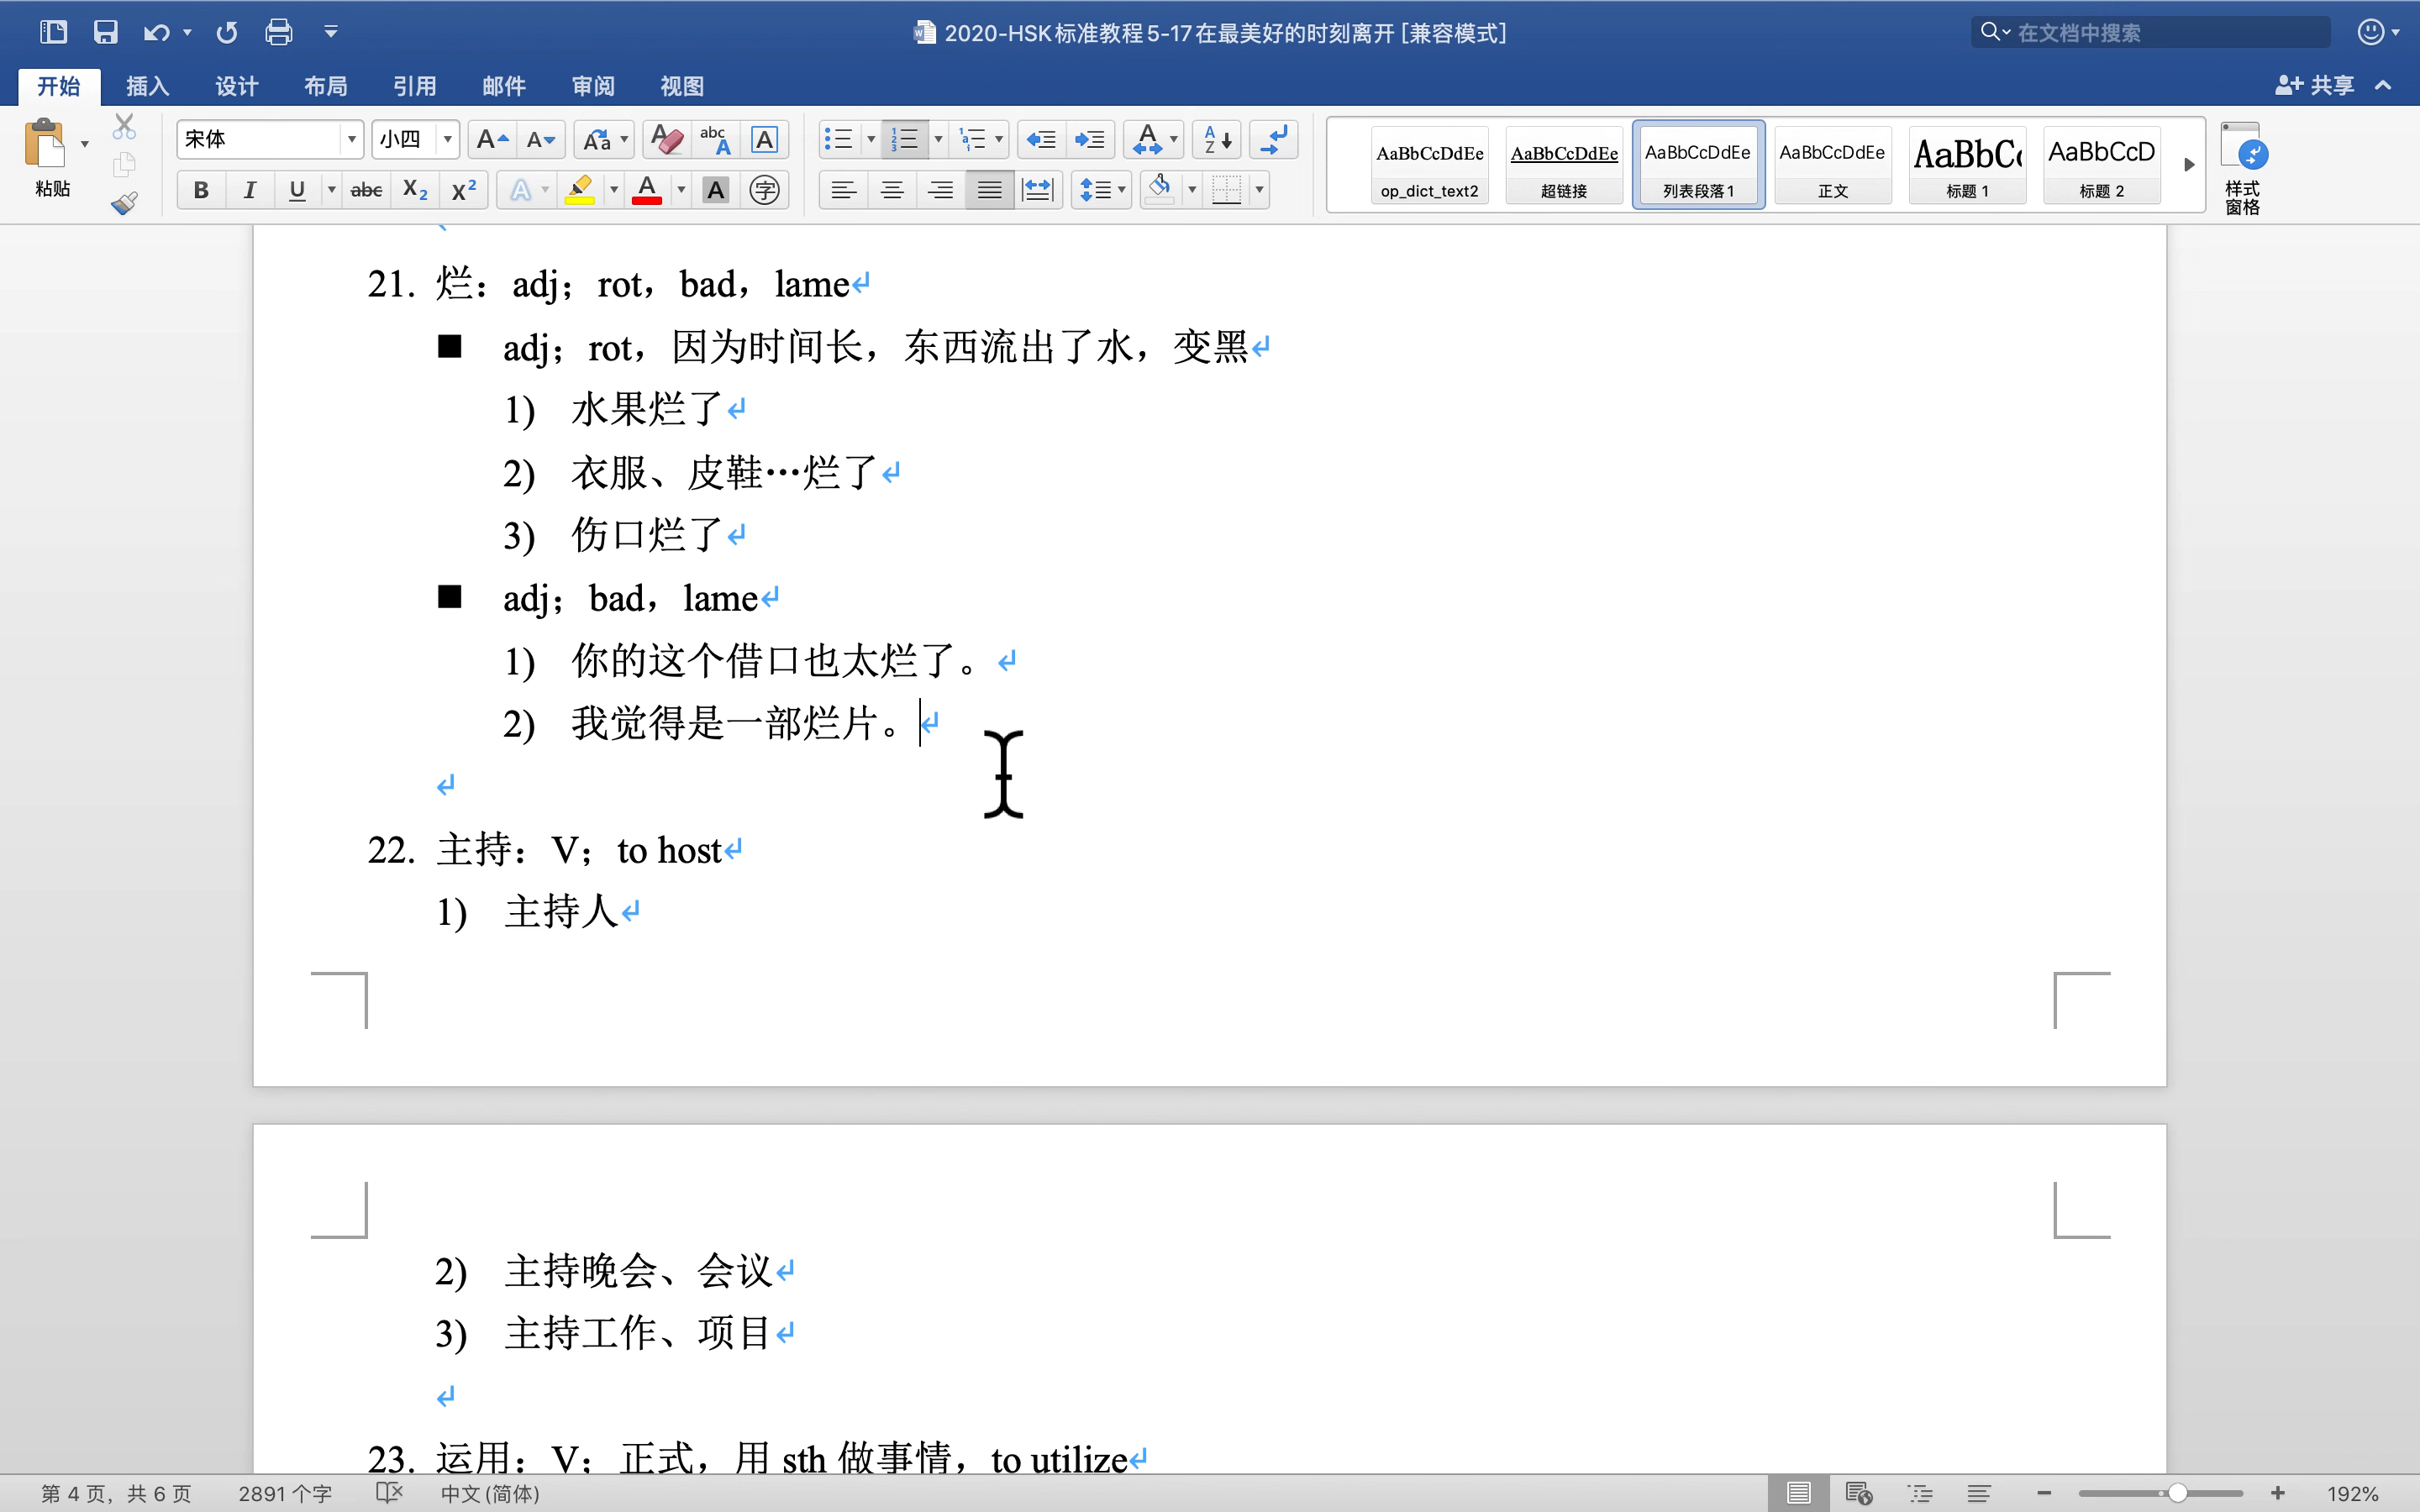 2020-HSK标准教程5-17在最美好的时刻离开 [兼容模式]
在文档中搜索
开始 插入 设计 布局 引用 邮件 审阅 视图
共享
粘贴
宋体
小四
abc
AaBbCcDdEe
op_dict_text2
AaBbCcDdEe
超链接
AaBbCcDdEe
列表段落1
AaBbCcDdEe
正文
AaBbCc
标题 1
AaBbCcD
标题 2
样式
窗格
21. 烂：adj；rot，bad，lame
■ adj；rot，因为时间长，东西流出了水，变黑
1) 水果烂了
2) 衣服、皮鞋…烂了
3) 伤口烂了
■ adj；bad，lame
1) 你的这个借口也太烂了。
2) 我觉得是一部烂片。
22. 主持：V；to host
1) 主持人
2) 主持晚会、会议
3) 主持工作、项目
23. 运用：V；正式，用 sth 做事情，to utilize
第 4 页，共 6 页 2891 个字 中文 (简体) 192%